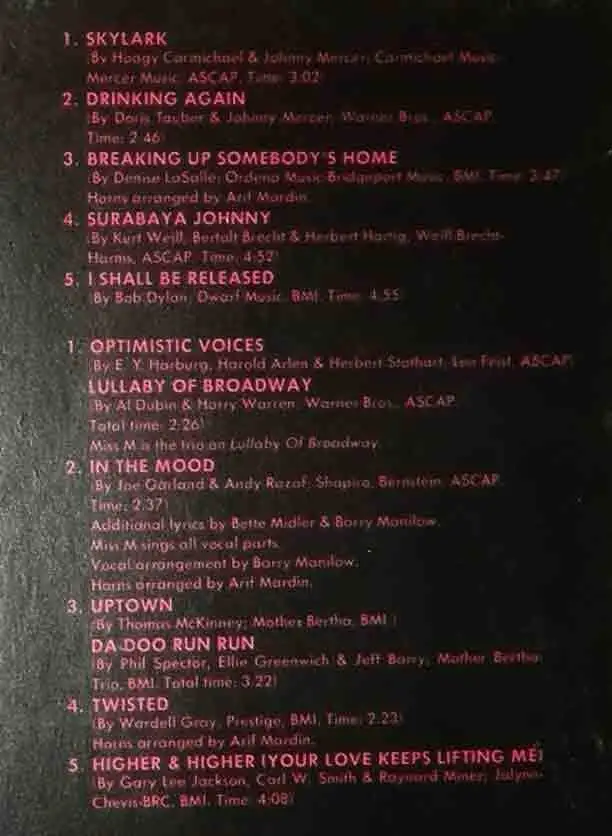 1. SKYLARK
(By Hoagy Carmichael & Johnny Mercer; Carmichael Music-
Mercer Music, ASCAP. Time: 3:02)
2. DRINKING AGAIN
(By Doris Tauber & Johnny Mercer; Warner Bros., ASCAP.
Time: 2:46)
3. BREAKING UP SOMEBODY'S HOME
(By Denise LaSalle; Ordena Music-Bridgeport Music, BMI. Time: 3:47)
Horns arranged by Arif Mardin.
4. SURABAYA JOHNNY
(By Kurt Weill, Bertolt Brecht & Herbert Hartig, Weill-Brecht-
Harms, ASCAP. Time: 4:52)
5. I SHALL BE RELEASED
(By Bob Dylan, Dwarf Music, BMI. Time: 4:55)
1. OPTIMISTIC VOICES
(By E. Y. Harburg, Harold Arlen & Herbert Stothart; Leo Feist, ASCAP)
LULLABY OF BROADWAY
(By Al Dubin & Harry Warren, Warner Bros., ASCAP.
Total time: 2:26)
Miss M is the trio on Lullaby Of Broadway.
2. IN THE MOOD
(By Joe Garland & Andy Razaf; Shapiro, Bernstein, ASCAP.
Time: 2:37)
Additional lyrics by Bette Midler & Barry Manilow.
Miss M sings all vocal parts.
Vocal arrangement by Barry Manilow.
Horns arranged by Arif Mardin.
3. UPTOWN
(By Thomas McKinney; Mother Bertha, BMI.)
DA DOO RUN RUN
(By Phil Spector, Ellie Greenwich & Jeff Barry, Mother Bertha-
Trio, BMI. Total time: 3:22)
4. TWISTED
(By Wardell Gray, Prestige, BMI. Time: 2:23)
Horns arranged by Arif Mardin.
5. HIGHER & HIGHER (YOUR LOVE KEEPS LIFTING ME)
(By Gary Lee Jackson, Carl W. Smith & Raynard Miner; Jalynne-
Chevis-BRC, BMI. Time: 4:08)